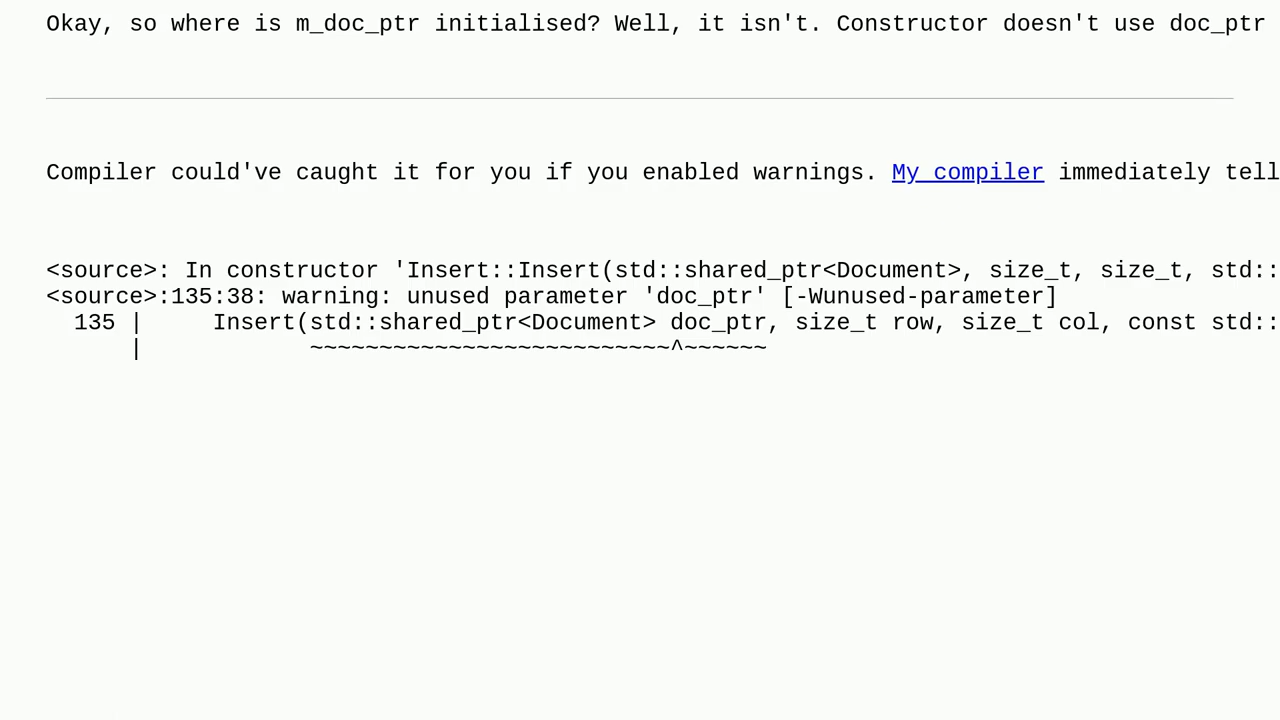 Okay, so where is m_doc_ptr initialised? Well, it isn't. Constructor doesn't use doc_ptr
Compiler could've caught it for you if you enabled warnings. My compiler immediately tell
<source>: In constructor 'Insert::Insert(std::shared_ptr<Document>, size_t, size_t, std::
<source>:135:38: warning: unused parameter 'doc_ptr' [-Wunused-parameter]
  135 |     Insert(std::shared_ptr<Document> doc_ptr, size_t row, size_t col, const std::
      |            ~~~~~~~~~~~~~~~~~~~~~~~~~~^~~~~~~